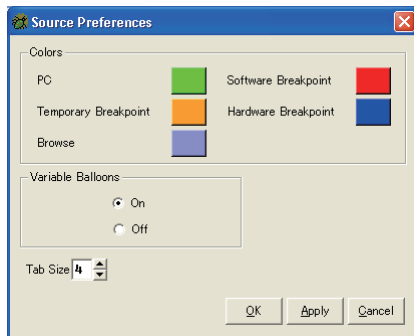 Source Preferences
Colors
PC Software Breakpoint
Temporary Breakpoint Hardware Breakpoint
Browse
Variable Balloons
On
Off
Tab Size 4
OK Apply Cancel